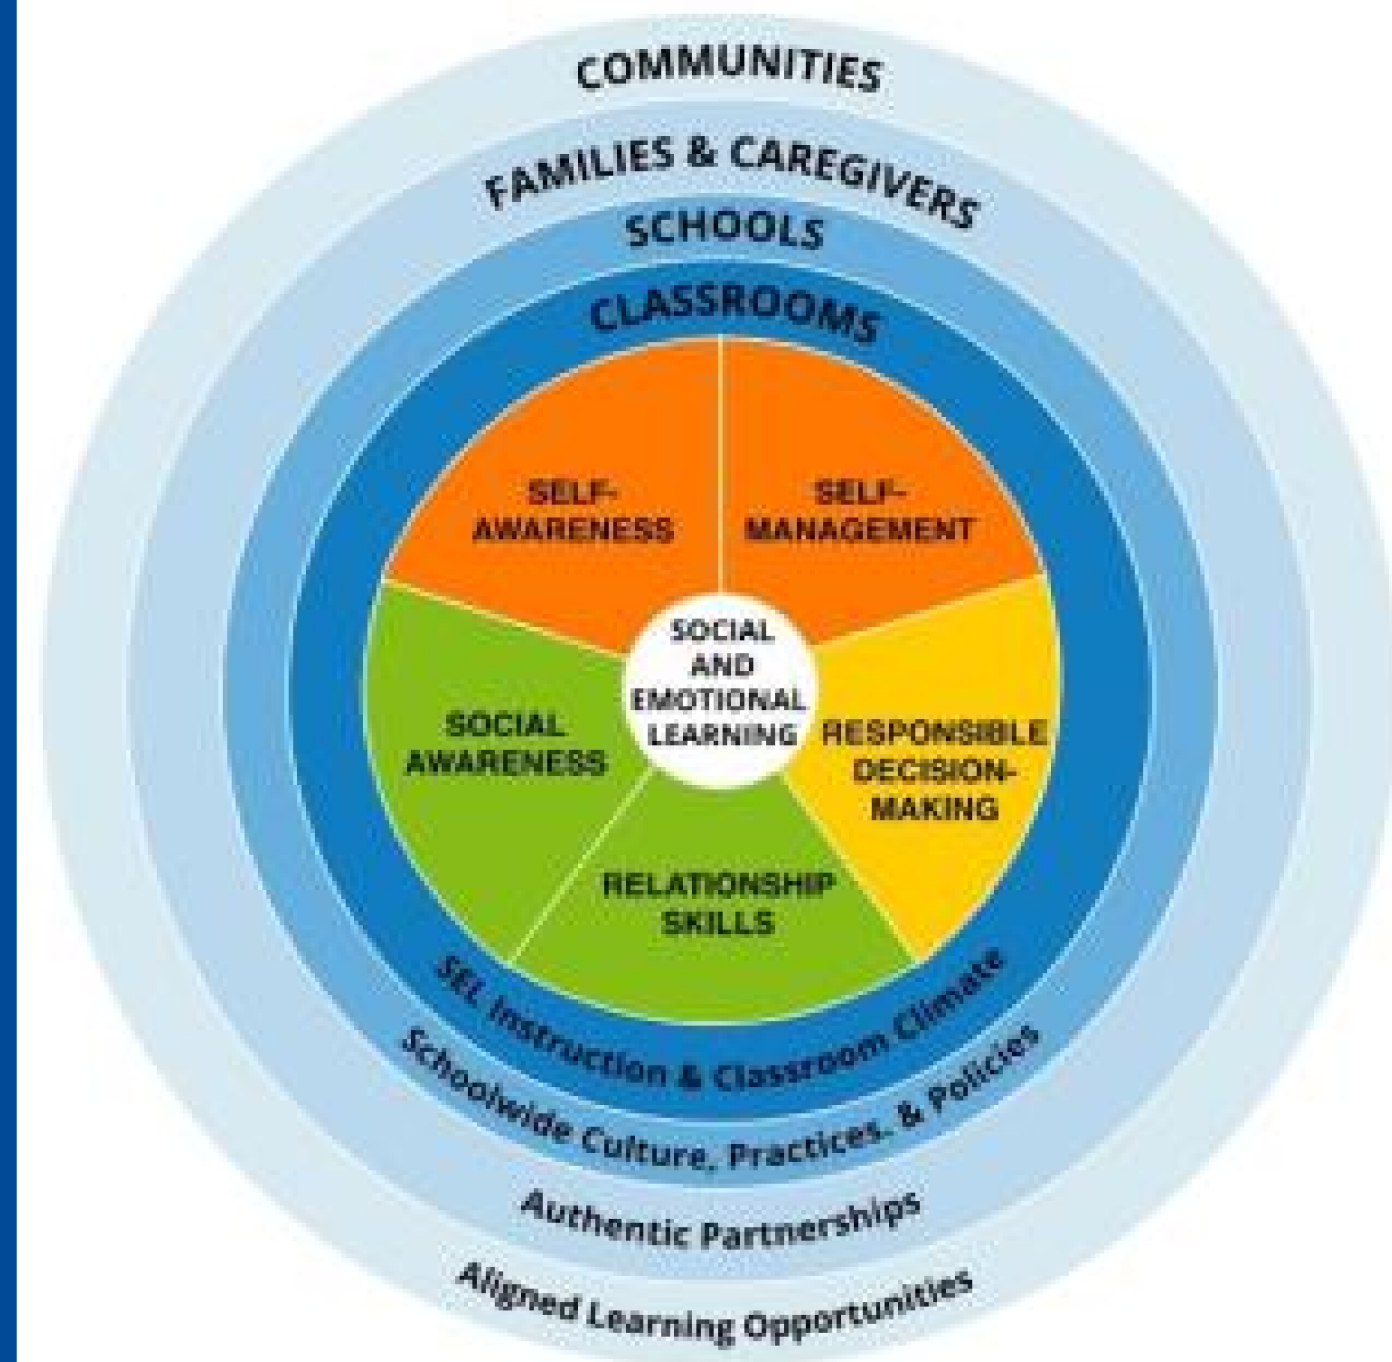 COMMUNITIES
FAMILIES & CAREGIVERS
SCHOOLS
CLASSROOMS
SELF-
AWARENESS
SELF-
MANAGEMENT
SOCIAL
AND
EMOTIONAL
LEARNING
SOCIAL
AWARENESS
RESPONSIBLE
DECISION-
MAKING
RELATIONSHIP
SKILLS
SEL Instruction & Classroom Climate
Schoolwide Culture, Practices, & Policies
Authentic Partnerships
Aligned Learning Opportunities